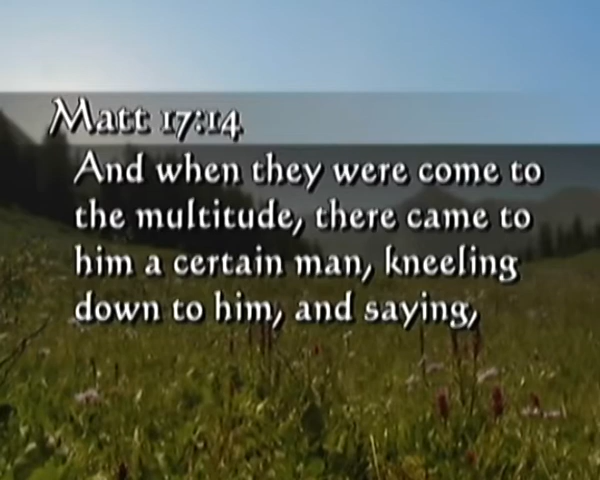 Matt 17:14
And when they were come to
the multitude, there came to
him a certain man, kneeling
down to him, and saying,